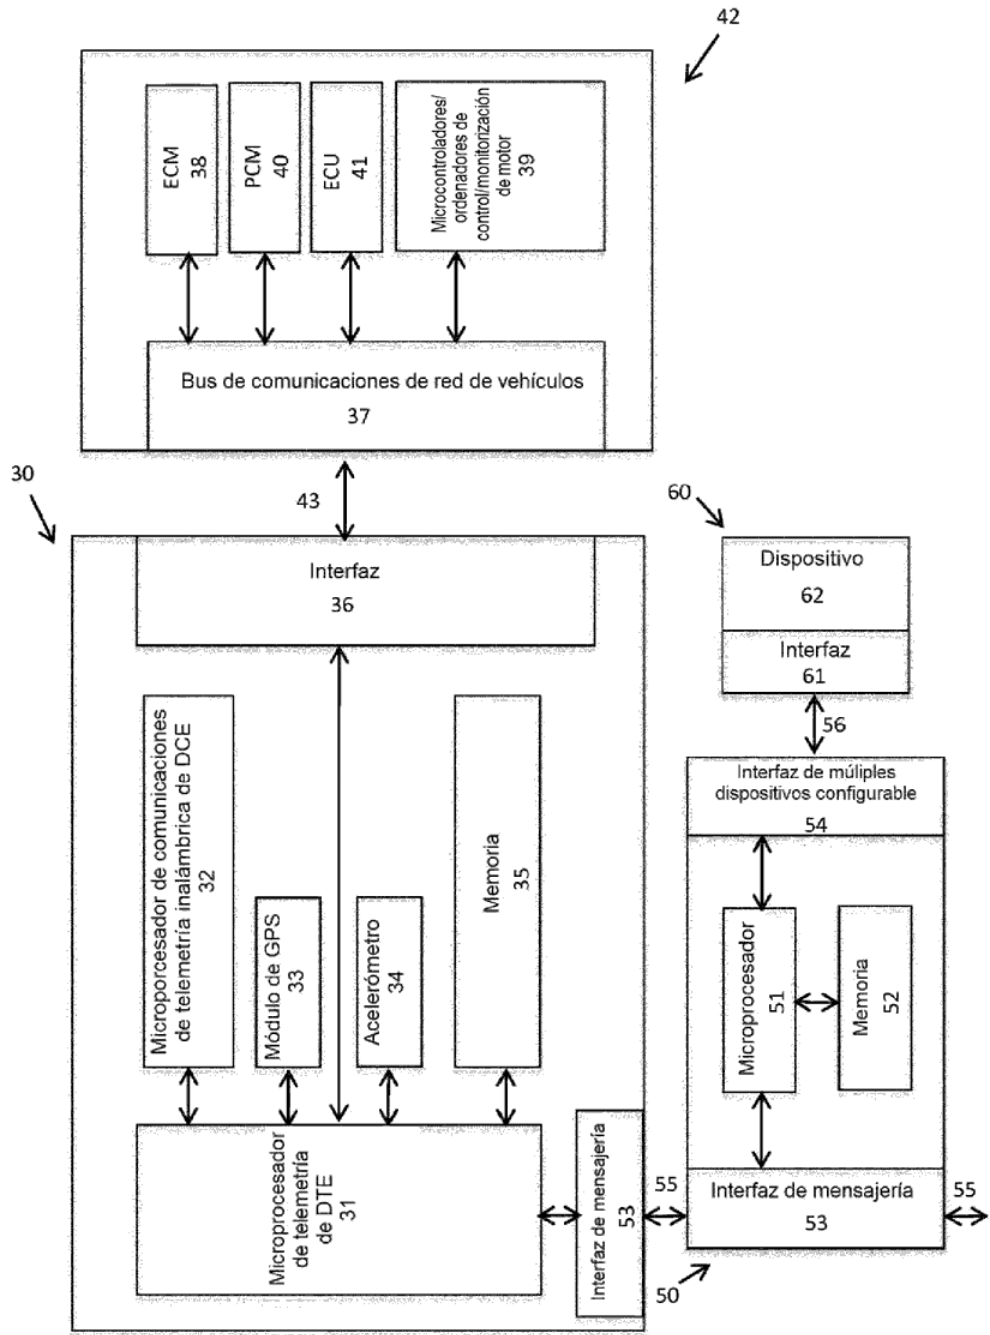 42
ECM
38
PCM
40
ECU
41
Microcontroladores/
ordenadores de
control/monitorización
de motor
39
Bus de comunicaciones de red de vehículos
37
30
43
60
Interfaz
36
Dispositivo
62
Interfaz
61
56
Microporcesador de comunicaciones
de telemetría inalámbrica de DCE
32
Módulo de GPS
33
Acelerómetro
34
Memoria
35
Interfaz de múliples
dispositivos configurable
54
Microprocesador
51
Memoria
52
Microprocesador
de telemetría
de DTE
31
Interfaz de mensajería
53
55
Interfaz de mensajería
53
55
50